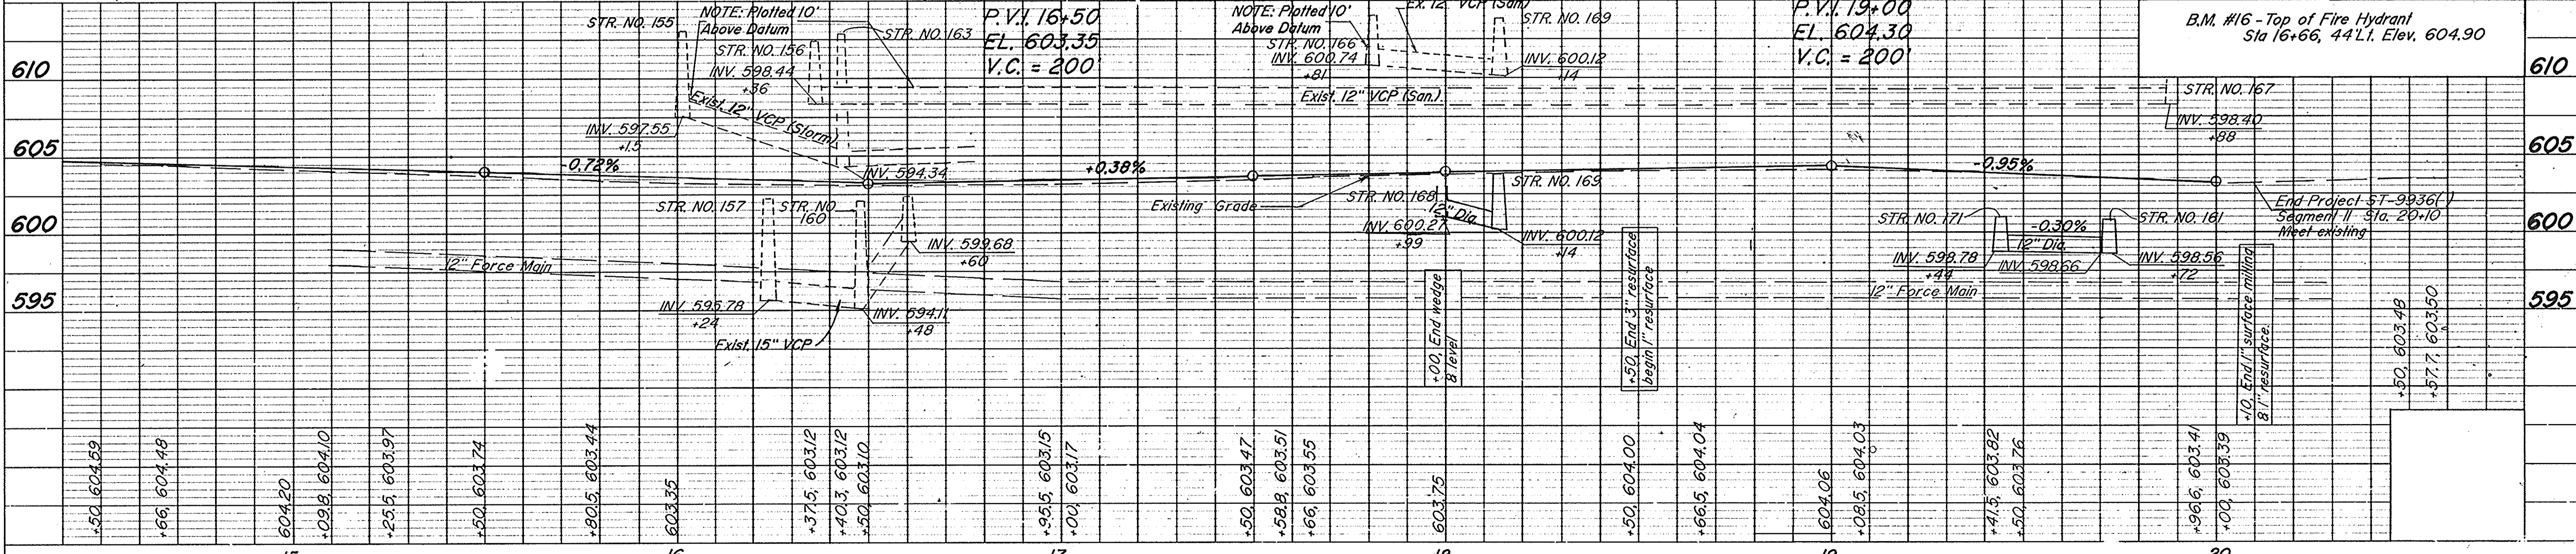 STR. NO. 155
NOTE: Plotted 10'
Above Datum
STR. NO. 156
INV. 598.44
+36
STR. NO. 163
P.V.I. 16+50
EL. 603.35
V.C. = 200'
NOTE: Plotted 10'
Above Datum
STR. NO. 166
INV. 600.74
+81
Ex. 12" VCP (San)
STR. NO. 169
INV. 600.12
+14
P.V.I. 19+00
EL. 604.30
V.C. = 200'
B.M. #16 - Top of Fire Hydrant
Sta 16+66, 44' Lt. Elev. 604.90
610
610
Exist. 12" VCP (Storm)
Exist. 12" VCP (San.)
STR. NO. 167
INV. 598.40
+88
INV. 597.55
+1.5
605
605
-0.72%
INV. 594.34
+0.38%
-0.95%
STR. NO. 157
STR. NO.
160
Existing Grade
STR. NO. 168
INV. 600.27
+99
12" Dia.
STR. NO. 169
INV. 600.12
+14
STR. NO. 171
-0.30%
12" Dia.
STR. NO. 161
INV. 598.78
+44
INV. 598.66
INV. 598.56
+72
End Project ST-9936( )
Segment II Sta. 20+10
Meet existing
600
600
INV. 599.68
+60
12" Force Main
12" Force Main
595
595
INV. 595.78
+24
INV. 594.11
+48
Exist. 15" VCP
+00, End wedge
& level
+50, End 3" resurface
begin 1" resurface
+10, End 1" surface milling
& 1" resurface.
+50, 604.59
+66, 604.48
604.20
+09.8, 604.10
+25.5, 603.97
+50, 603.74
+80.5, 603.44
603.35
+37.5, 603.12
+40.3, 603.12
+50, 603.10
+95.5, 603.15
+00, 603.17
+50, 603.47
+58.8, 603.51
+66, 603.55
603.75
+50, 604.00
+66.5, 604.04
604.06
+08.5, 604.03
+41.5, 603.82
+50, 603.76
+96.6, 603.41
+00, 603.39
+50, 603.48
+57.7, 603.50